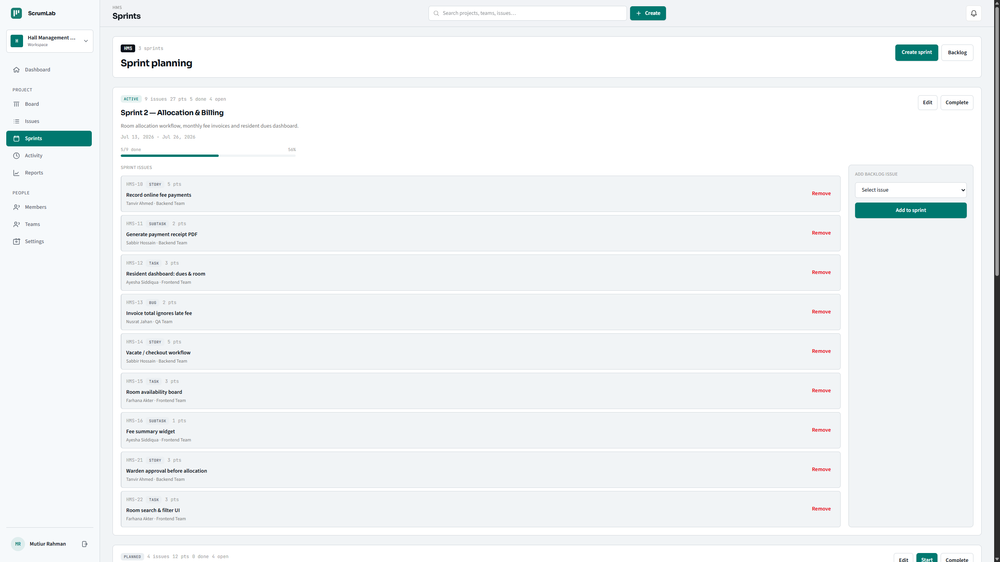 ScrumLab
H
Hall Management ...
Workspace
Dashboard
PROJECT
Board
Issues
Sprints
Activity
Reports
PEOPLE
Members
Teams
Settings
MR
Mutiur Rahman
HMS
Sprints
Search projects, teams, issues...
Create
HMS 3 sprints
Sprint planning
Create sprint
Backlog
ACTIVE 9 issues 27 pts 5 done 4 open
Sprint 2 — Allocation & Billing
Room allocation workflow, monthly fee invoices and resident dues dashboard.
Jul 13, 2026 - Jul 26, 2026
5/9 done 56%
Edit
Complete
SPRINT ISSUES
HMS-10 STORY 5 pts
Record online fee payments
Tanvir Ahmed · Backend Team
Remove
HMS-11 SUBTASK 2 pts
Generate payment receipt PDF
Sabbir Hossain · Backend Team
Remove
HMS-12 TASK 3 pts
Resident dashboard: dues & room
Ayesha Siddiqua · Frontend Team
Remove
HMS-13 BUG 2 pts
Invoice total ignores late fee
Nusrat Jahan · QA Team
Remove
HMS-14 STORY 5 pts
Vacate / checkout workflow
Sabbir Hossain · Backend Team
Remove
HMS-15 TASK 3 pts
Room availability board
Farhana Akter · Frontend Team
Remove
HMS-16 SUBTASK 1 pts
Fee summary widget
Ayesha Siddiqua · Frontend Team
Remove
HMS-21 STORY 3 pts
Warden approval before allocation
Tanvir Ahmed · Backend Team
Remove
HMS-22 TASK 3 pts
Room search & filter UI
Farhana Akter · Frontend Team
Remove
ADD BACKLOG ISSUE
Select issue
Add to sprint
PLANNED 4 issues 12 pts 0 done 4 open
Edit
Start
Complete